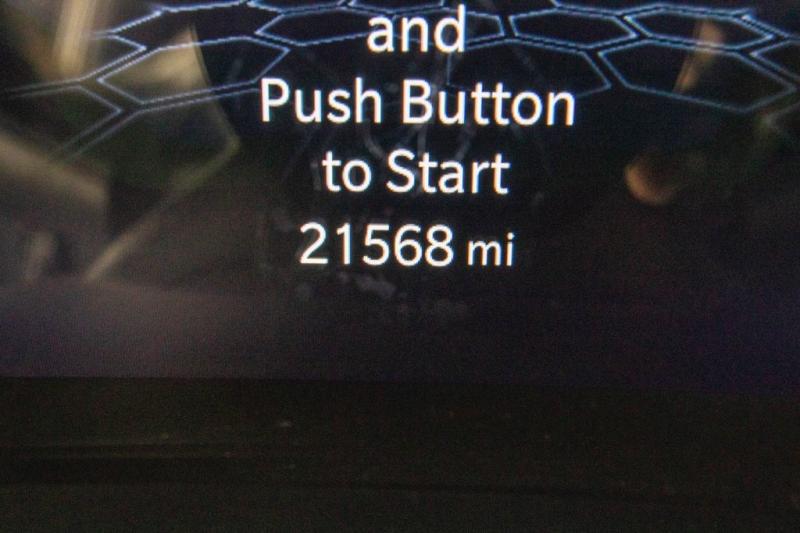 and
Push Button
to Start
21568 mi